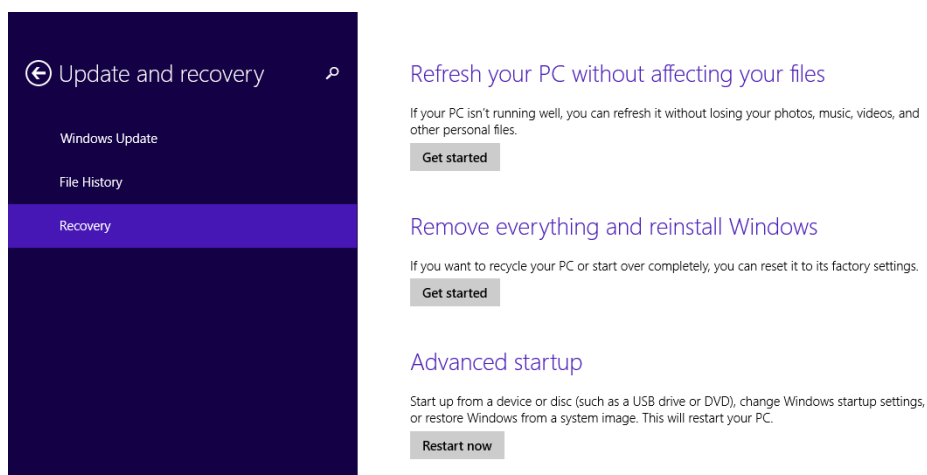 Update and recovery
Windows Update
File History
Recovery
Refresh your PC without affecting your files
If your PC isn’t running well, you can refresh it without losing your photos, music, videos, and
other personal files.
Get started
Remove everything and reinstall Windows
If you want to recycle your PC or start over completely, you can reset it to its factory settings.
Get started
Advanced startup
Start up from a device or disc (such as a USB drive or DVD), change Windows startup settings,
or restore Windows from a system image. This will restart your PC.
Restart now